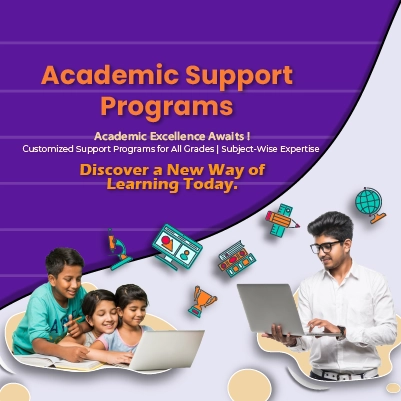 Academic Support
Programs
Academic Excellence Awaits !
Customized Support Programs for All Grades | Subject-Wise Expertise
Discover a New Way of
Learning Today.